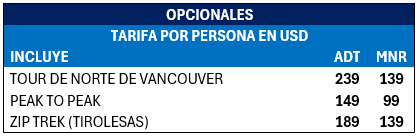 OPCIONALES
TARIFA POR PERSONA EN USD
INCLUYE ADT MNR
TOUR DE NORTE DE VANCOUVER 239 139
PEAK TO PEAK 149 99
ZIP TREK (TIROLESAS) 189 139